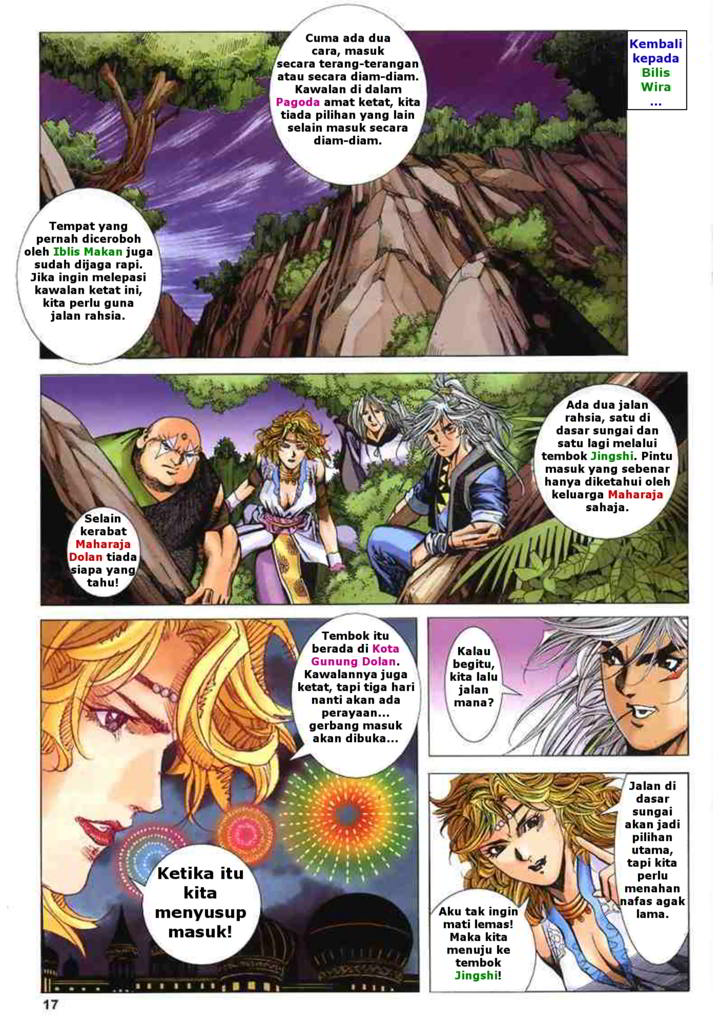 Kembali
kepada
Bilis
Wira
...
Cuma ada dua
cara, masuk
secara terang-terangan
atau secara diam-diam.
Kawalan di dalam
Pagoda amat ketat, kita
tiada pilihan yang lain
selain masuk secara
diam-diam.
Tempat yang
pernah diceroboh
oleh Iblis Makan juga
sudah dijaga rapi.
Jika ingin melepasi
kawalan ketat ini,
kita perlu guna
jalan rahsia.
Ada dua jalan
rahsia, satu di
dasar sungai dan
satu lagi melalui
tembok Jingshi. Pintu
masuk yang sebenar
hanya diketahui oleh
keluarga Maharaja
sahaja.
Selain
kerabat
Maharaja
Dolan tiada
siapa yang
tahu!
Tembok itu
berada di Kota
Gunung Dolan.
Kawalannya juga
ketat, tapi tiga hari
nanti akan ada
perayaan...
gerbang masuk
akan dibuka...
Ketika itu
kita
menyusup
masuk!
Kalau
begitu,
kita lalu
jalan
mana?
Jalan di
dasar
sungai
akan jadi
pilihan
utama,
tapi kita
perlu
menahan
nafas agak
lama.
Aku tak ingin
mati lemas!
Maka kita
menuju ke
tembok
Jingshi!
17